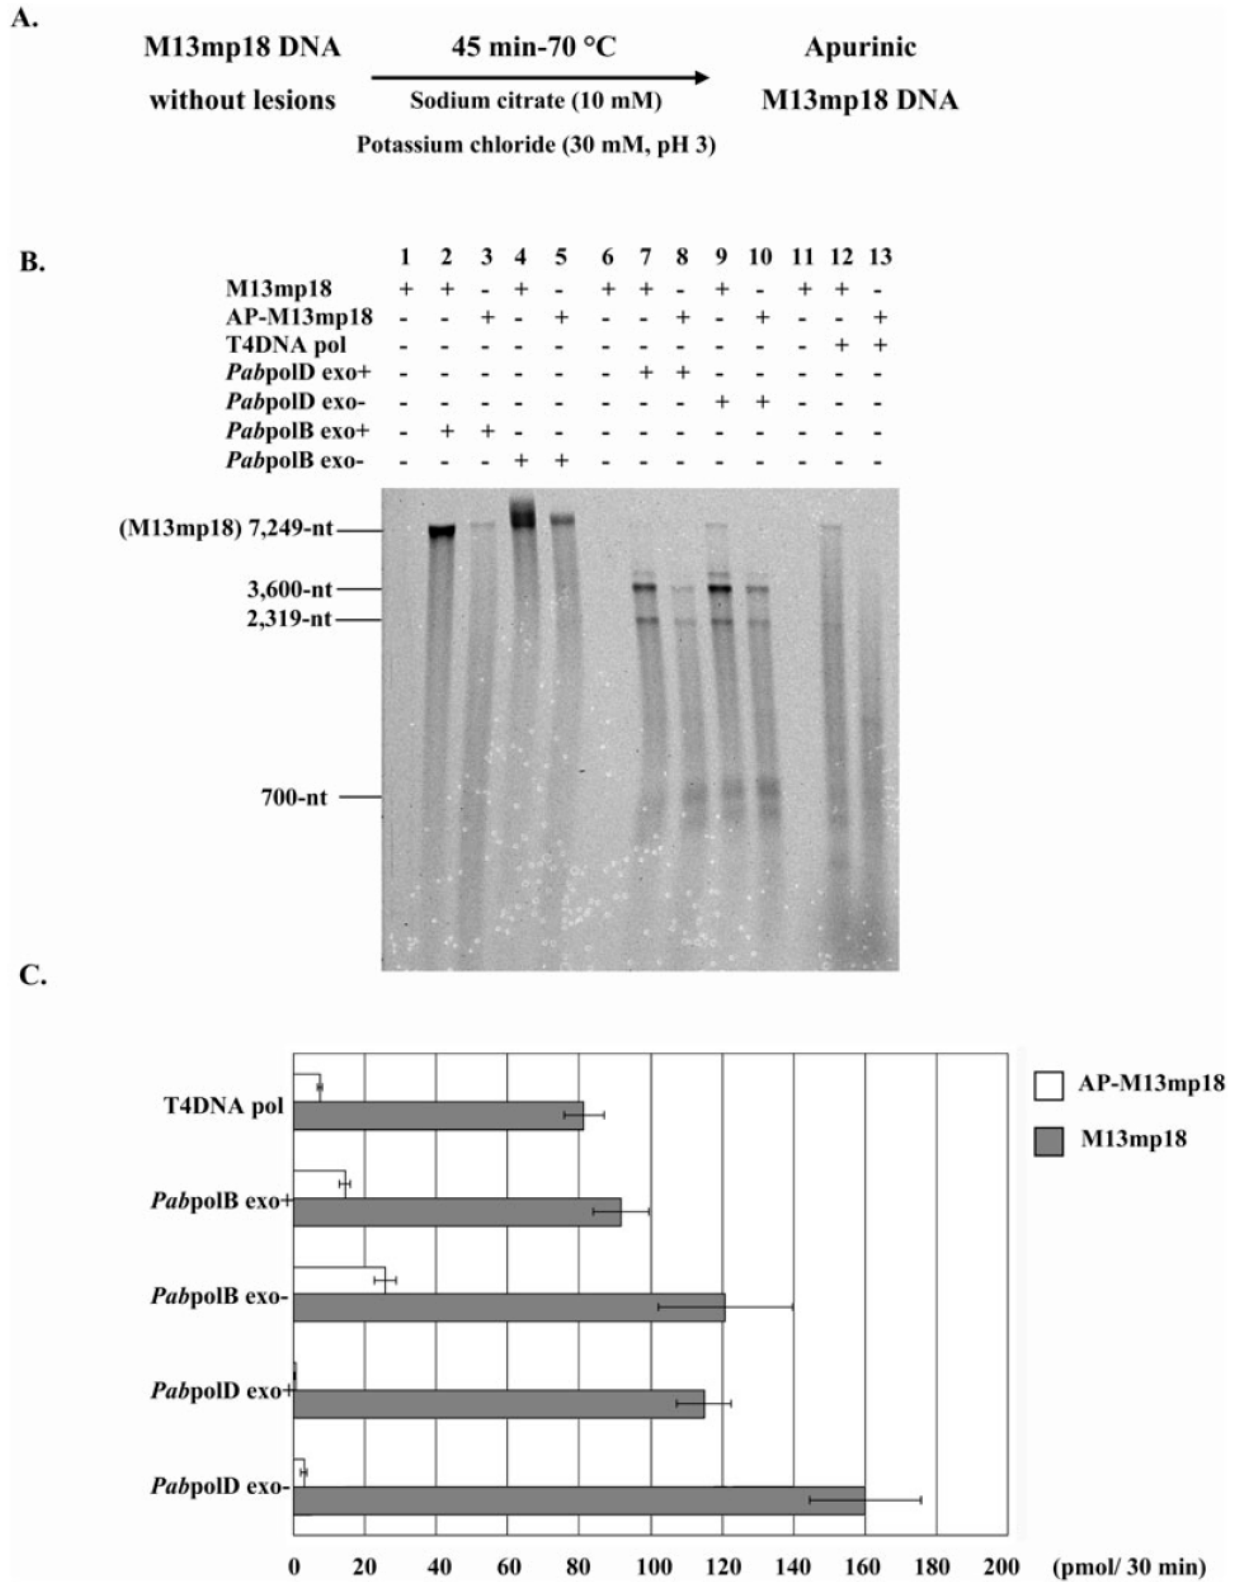 A.
M13mp18 DNA 45 min-70 °C Apurinic
without lesions Sodium citrate (10 mM) M13mp18 DNA
Potassium chloride (30 mM, pH 3)
B.
1 2 3 4 5 6 7 8 9 10 11 12 13
M13mp18 + + - + - + + - + - + + -
AP-M13mp18 - - + - + - - + - + - - +
T4DNA pol - - - - - - - - - - - + +
PabpolD exo+ - - - - - - + + - - - - -
PabpolD exo- - - - - - - - - + + - - -
PabpolB exo+ - + + - - - - - - - - - -
PabpolB exo- - - - + + - - - - - - - -
(M13mp18) 7,249-nt
3,600-nt
2,319-nt
700-nt
C.
AP-M13mp18
M13mp18
T4DNA pol
PabpolB exo+
PabpolB exo-
PabpolD exo+
PabpolD exo-
0 20 40 60 80 100 120 140 160 180 200 (pmol/ 30 min)